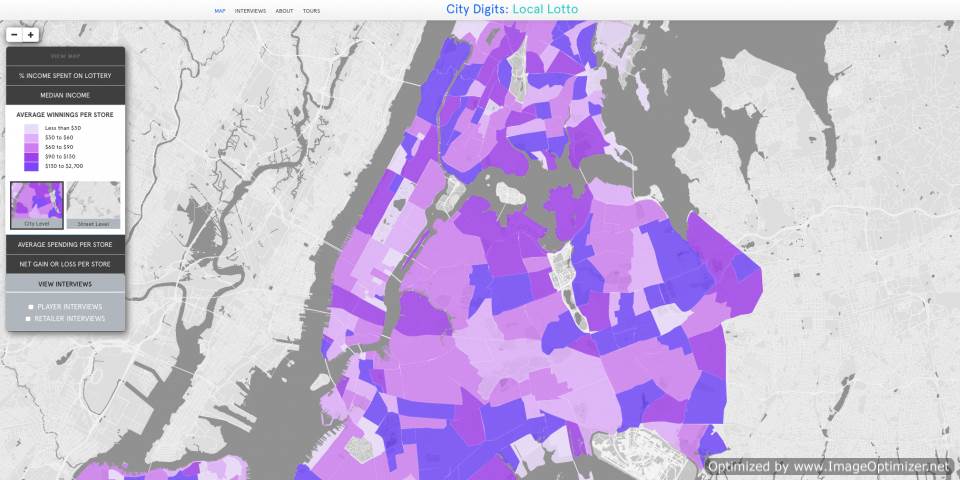 MAP INTERVIEWS ABOUT TOURS
City Digits: Local Lotto
VIEW MAP
% INCOME SPENT ON LOTTERY
MEDIAN INCOME
AVERAGE WINNINGS PER STORE
Less than $30
$30 to $60
$60 to $90
$90 to $130
$130 to $2,700
City Level Street Level
AVERAGE SPENDING PER STORE
NET GAIN OR LOSS PER STORE
VIEW INTERVIEWS
PLAYER INTERVIEWS
RETAILER INTERVIEWS
Optimized by www.ImageOptimizer.net